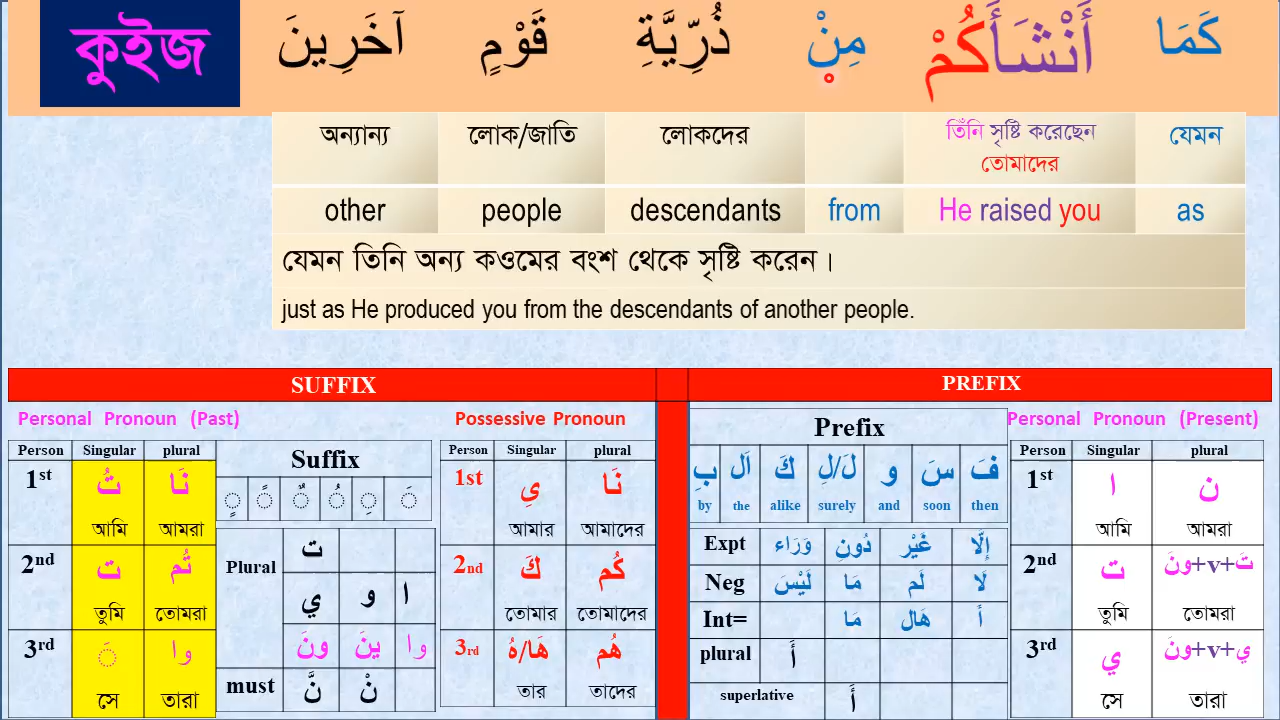 কুইজ
كَمَا أَنْشَأَكُمْ مِنْ ذُرِّيَّةِ قَوْمٍ آخَرِينَ
অন্যান্য লোক/জাতি লোকদের তিঁনি সৃষ্টি করেছেন তোমাদের যেমন
other people descendants from He raised you as
যেমন তিনি অন্য কওমের বংশ থেকে সৃষ্টি করেন।
just as He produced you from the descendants of another people.
SUFFIX
Personal Pronoun (Past)
Person Singular plural
1st تُ نَا
আমি আমরা
2nd ت تُم
তুমি তোমরা
3rd َ وا
সে তারা
Suffix
ٍ ً ٌ ُ ِ َ
Plural ت
ي و ا
ونَ ينَ وا
must نَّ نْ
Possessive Pronoun
Person Singular plural
1st ي نَا
আমার আমাদের
2nd كَ كُم
তোমার তোমাদের
3rd هَا/هُ هُم
তার তাদের
PREFIX
Prefix
بِ اَل كَ لَ/لِ و سَ فَ
by the alike surely and soon then
Expt وَرَاء دُونِ غَيْر إِلَّا
Neg لَيْسَ مَا لَم لَا
Int= مَا هَال أَ
plural أَ
superlative أَ
Personal Pronoun (Present)
Person Singular plural
1st ا ن
আমি আমরা
2nd ت تَ+v+ونَ
তুমি তোমরা
3rd ي ي+v+ونَ
সে তারা